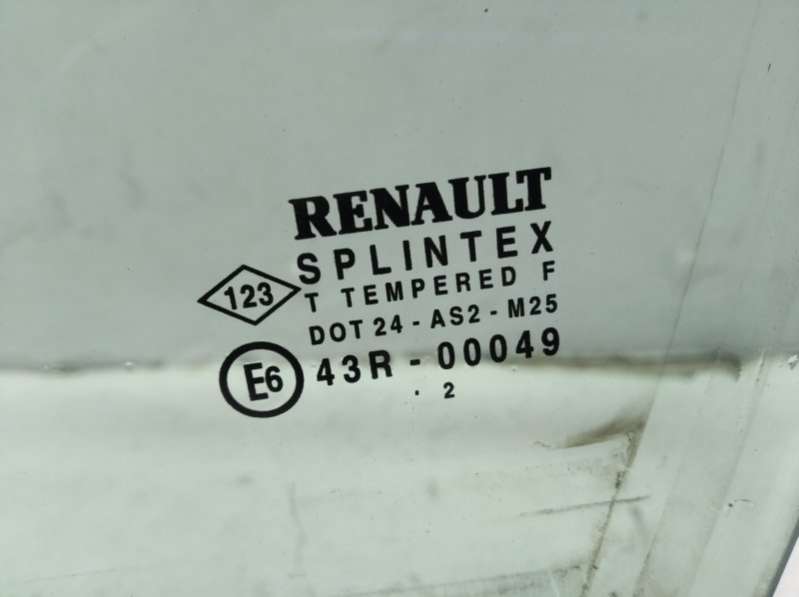 RENAULT
SPLINTEX
123
T TEMPERED F
DOT 24 - AS2 - M25
E6 43R - 00049
. 2